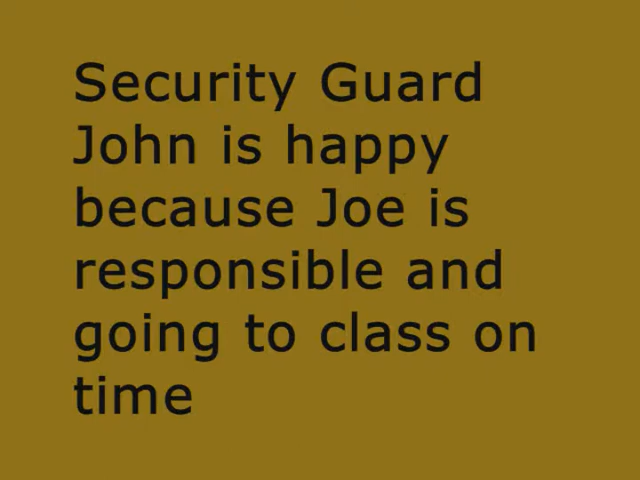 Security Guard
John is happy
because Joe is
responsible and
going to class on
time